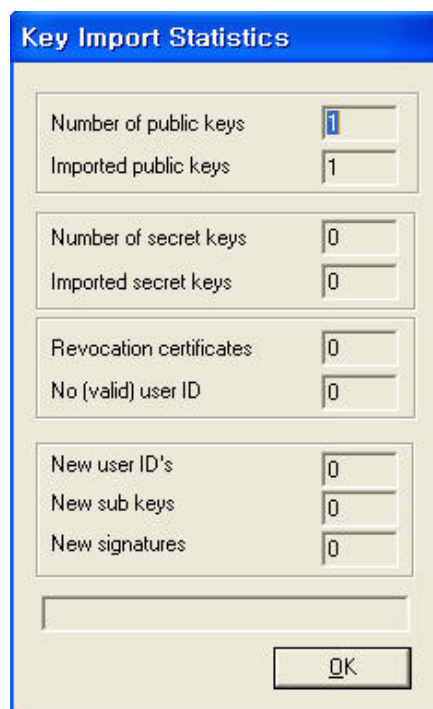 Key Import Statistics
Number of public keys 1
Imported public keys 1
Number of secret keys 0
Imported secret keys 0
Revocation certificates 0
No (valid) user ID 0
New user ID's 0
New sub keys 0
New signatures 0
OK